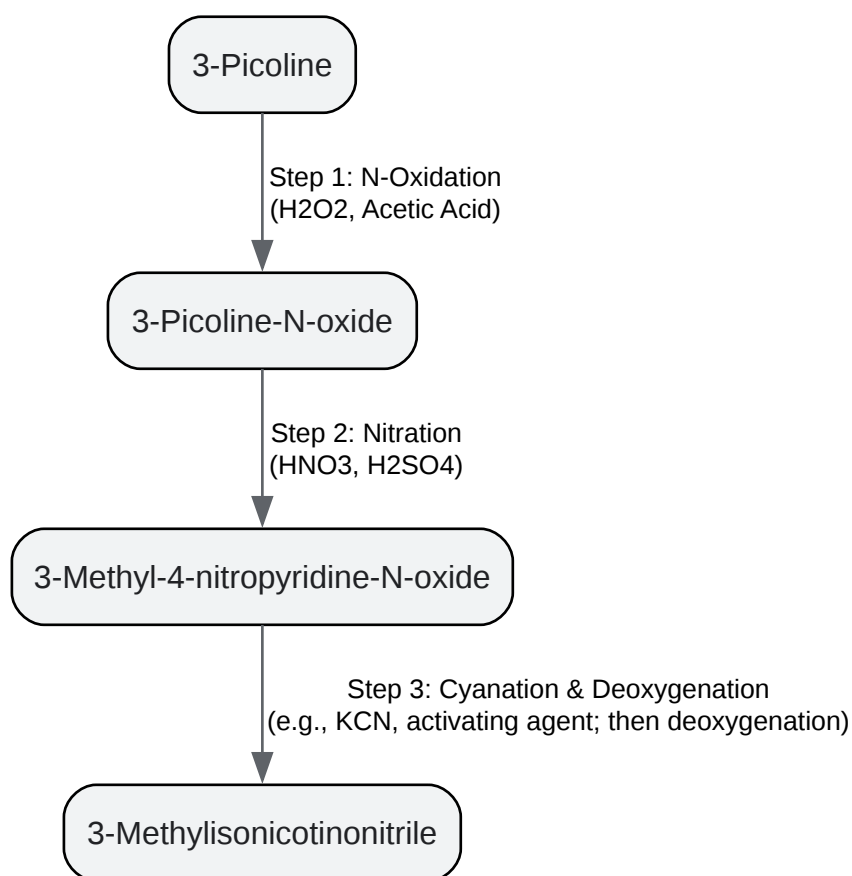 3-Picoline
Step 1: N-Oxidation
(H2O2, Acetic Acid)
3-Picoline-N-oxide
Step 2: Nitration
(HNO3, H2SO4)
3-Methyl-4-nitropyridine-N-oxide
Step 3: Cyanation & Deoxygenation
(e.g., KCN, activating agent; then deoxygenation)
3-Methylisonicotinonitrile